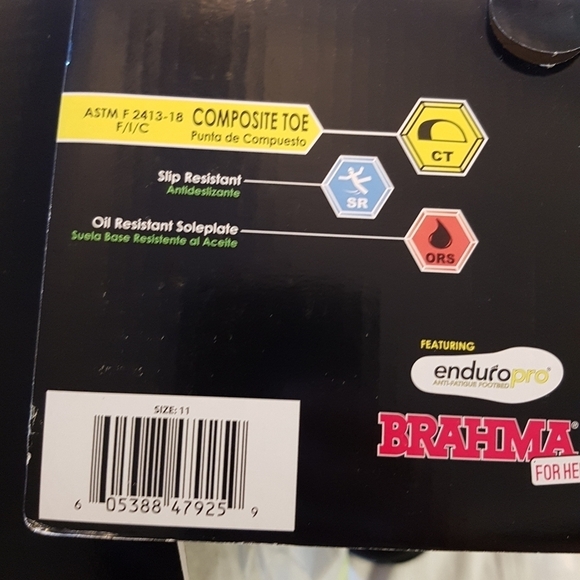 ASTM F 2413-18 COMPOSITE TOE
F/I/C Punta de Compuesto
CT
Slip Resistant
Antideslizante
SR
Oil Resistant Soleplate
Suela Base Resistente al Aceite
ORS
FEATURING
enduropro®
ANTI-FATIGUE FOOTBED
BRAHMA®
FOR HE
SIZE: 11
6 05388 47925 9